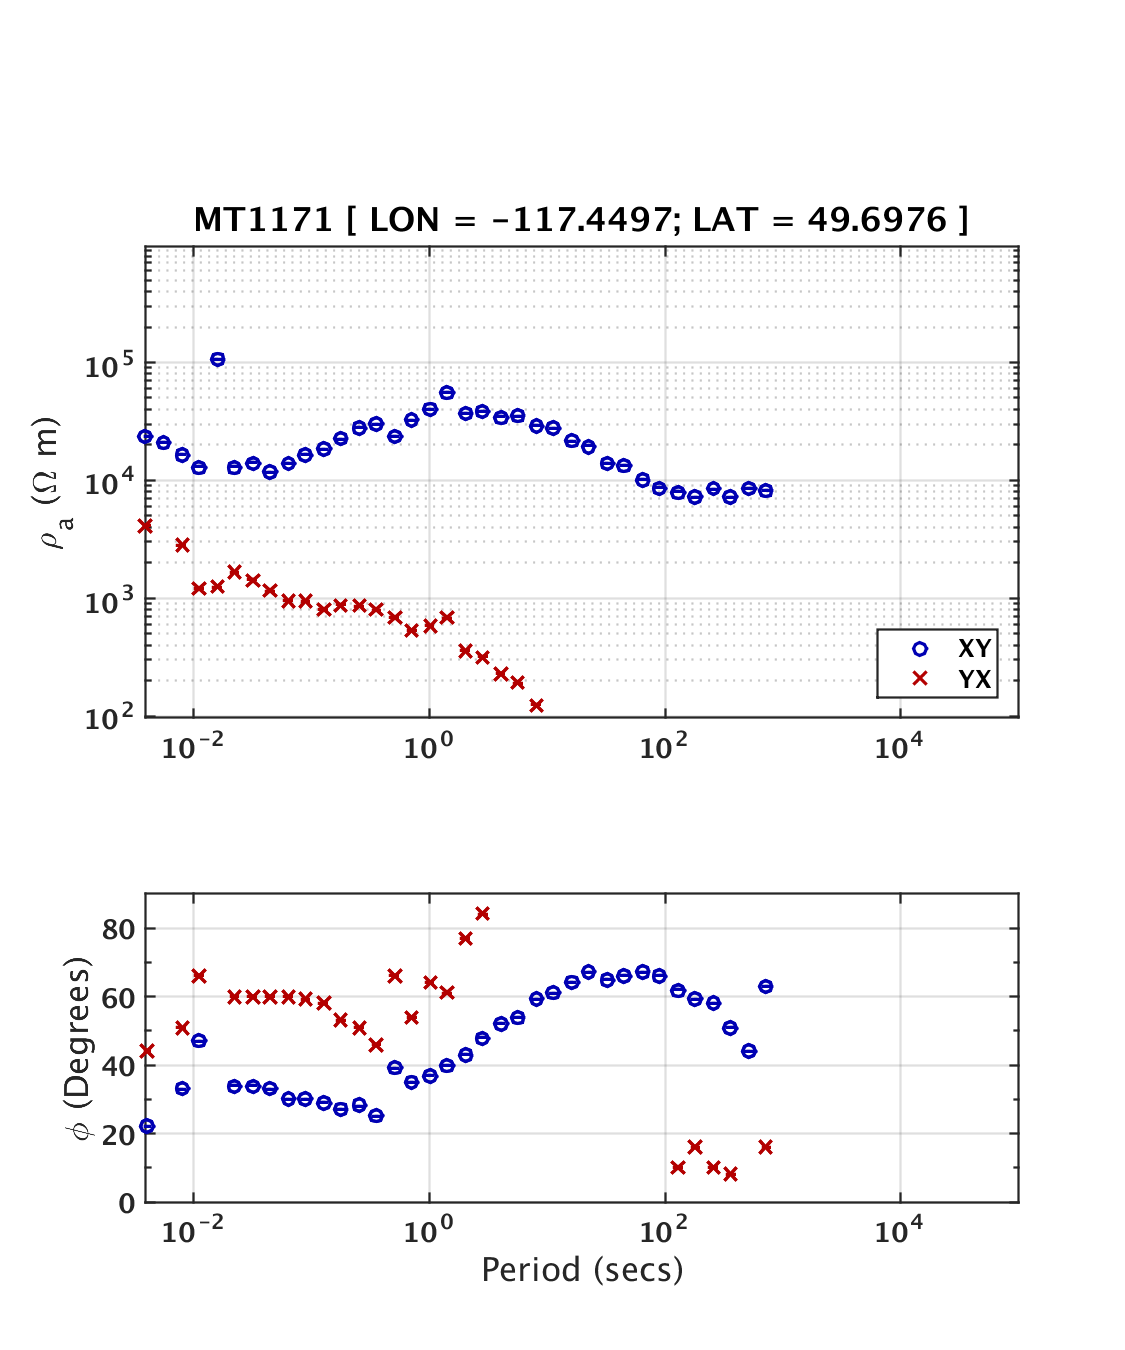 MT1171 [ LON = -117.4497; LAT = 49.6976 ]
ρa (Ω m)
10^5
10^4
10^3
10^2
XY
YX
10^-2 10^0 10^2 10^4
φ (Degrees)
80
60
40
20
0
10^-2 10^0 10^2 10^4
Period (secs)